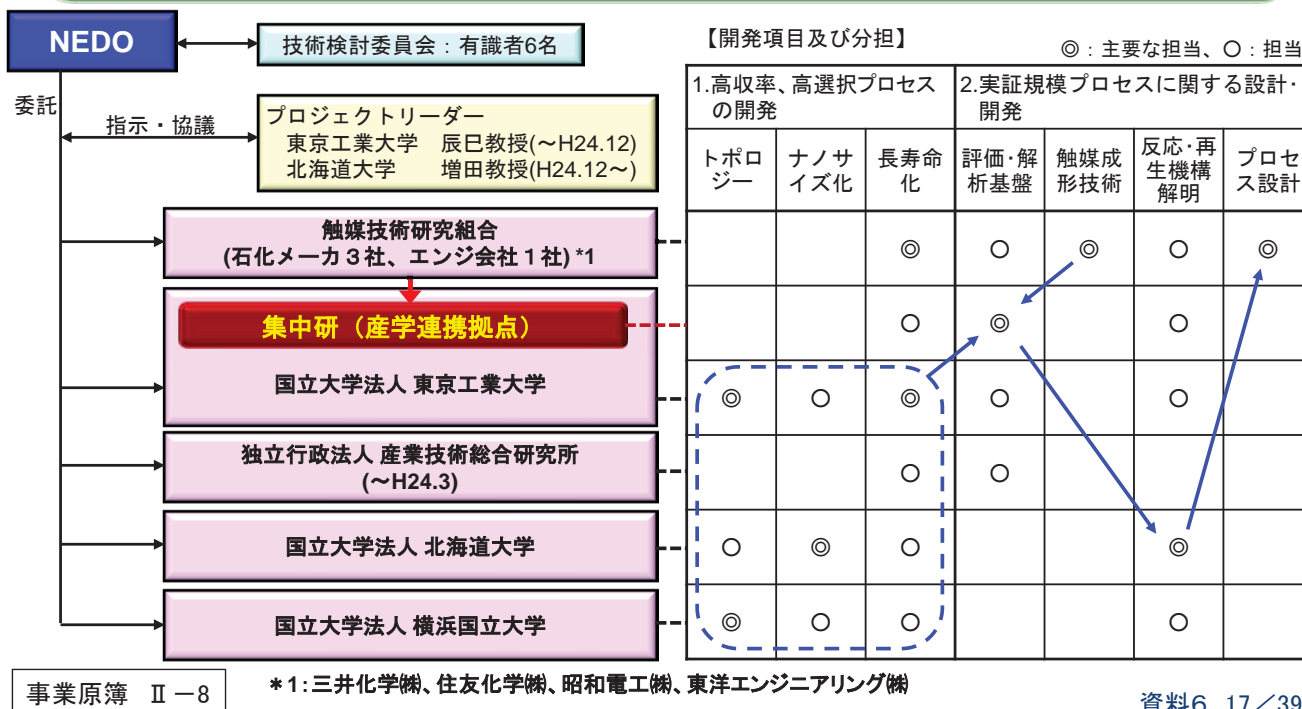 NEDO
技術検討委員会：有識者6名
委託
指示・協議
プロジェクトリーダー
東京工業大学　辰巳教授(～H24.12)
北海道大学　増田教授(H24.12～)
触媒技術研究組合
(石化メーカ３社、エンジ会社１社) *1
集中研（産学連携拠点）
国立大学法人 東京工業大学
独立行政法人 産業技術総合研究所
(～H24.3)
国立大学法人 北海道大学
国立大学法人 横浜国立大学
【開発項目及び分担】
◎：主要な担当、〇：担当
1.高収率、高選択プロセス
の開発
2.実証規模プロセスに関する設計・
開発
トポロ
ジー
ナノサ
イズ化
長寿命
化
評価・解
析基盤
触媒成
形技術
反応・再
生機構
解明
プロセ
ス設計
◎ 〇 ◎ 〇 ◎
〇 ◎ 〇
◎ 〇 ◎ 〇 〇
〇 〇
〇 ◎ 〇 ◎
◎ 〇 〇 〇
事業原簿　Ⅱ－8
＊1：三井化学㈱、住友化学㈱、昭和電工㈱、東洋エンジニアリング㈱
資料6　17／39